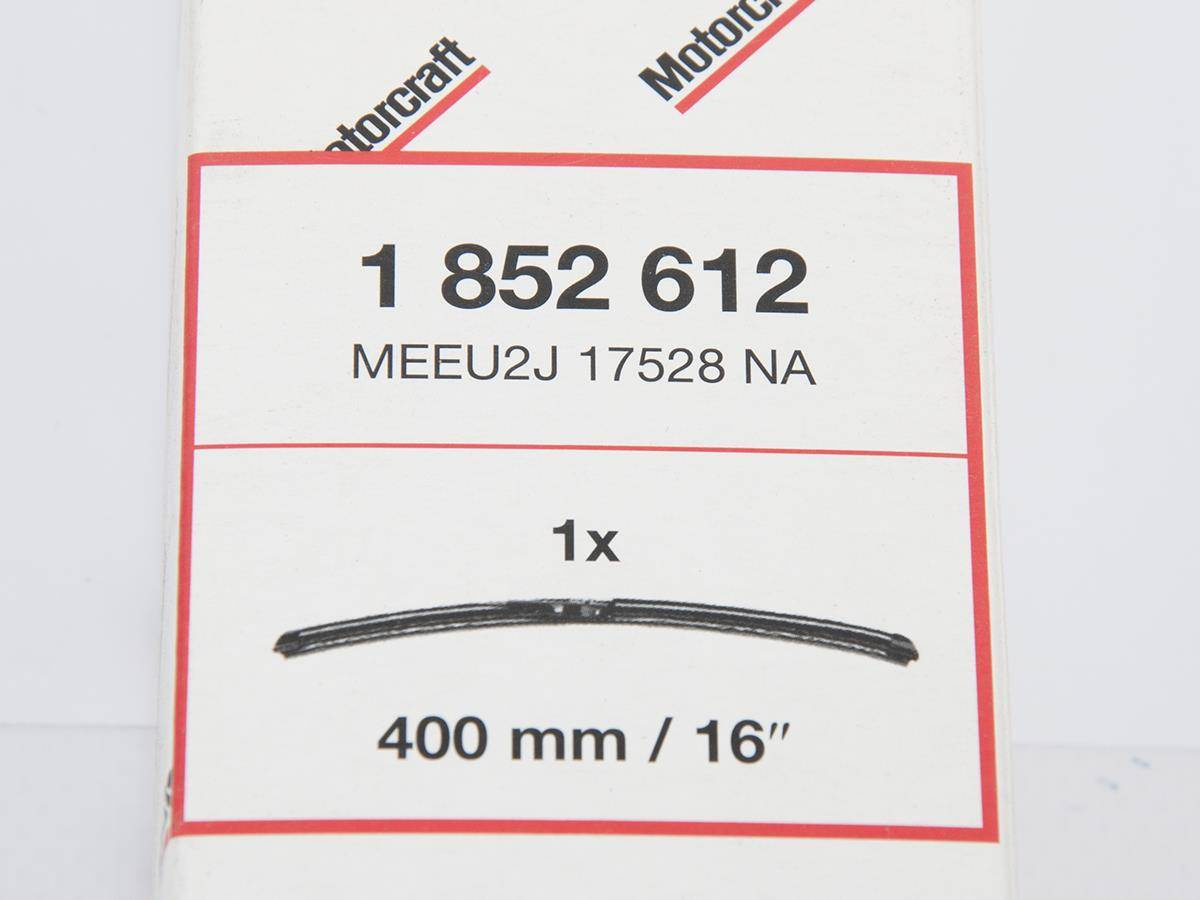 Motorcraft
Motorcraft
1 852 612
MEEU2J 17528 NA
1x
400 mm / 16″